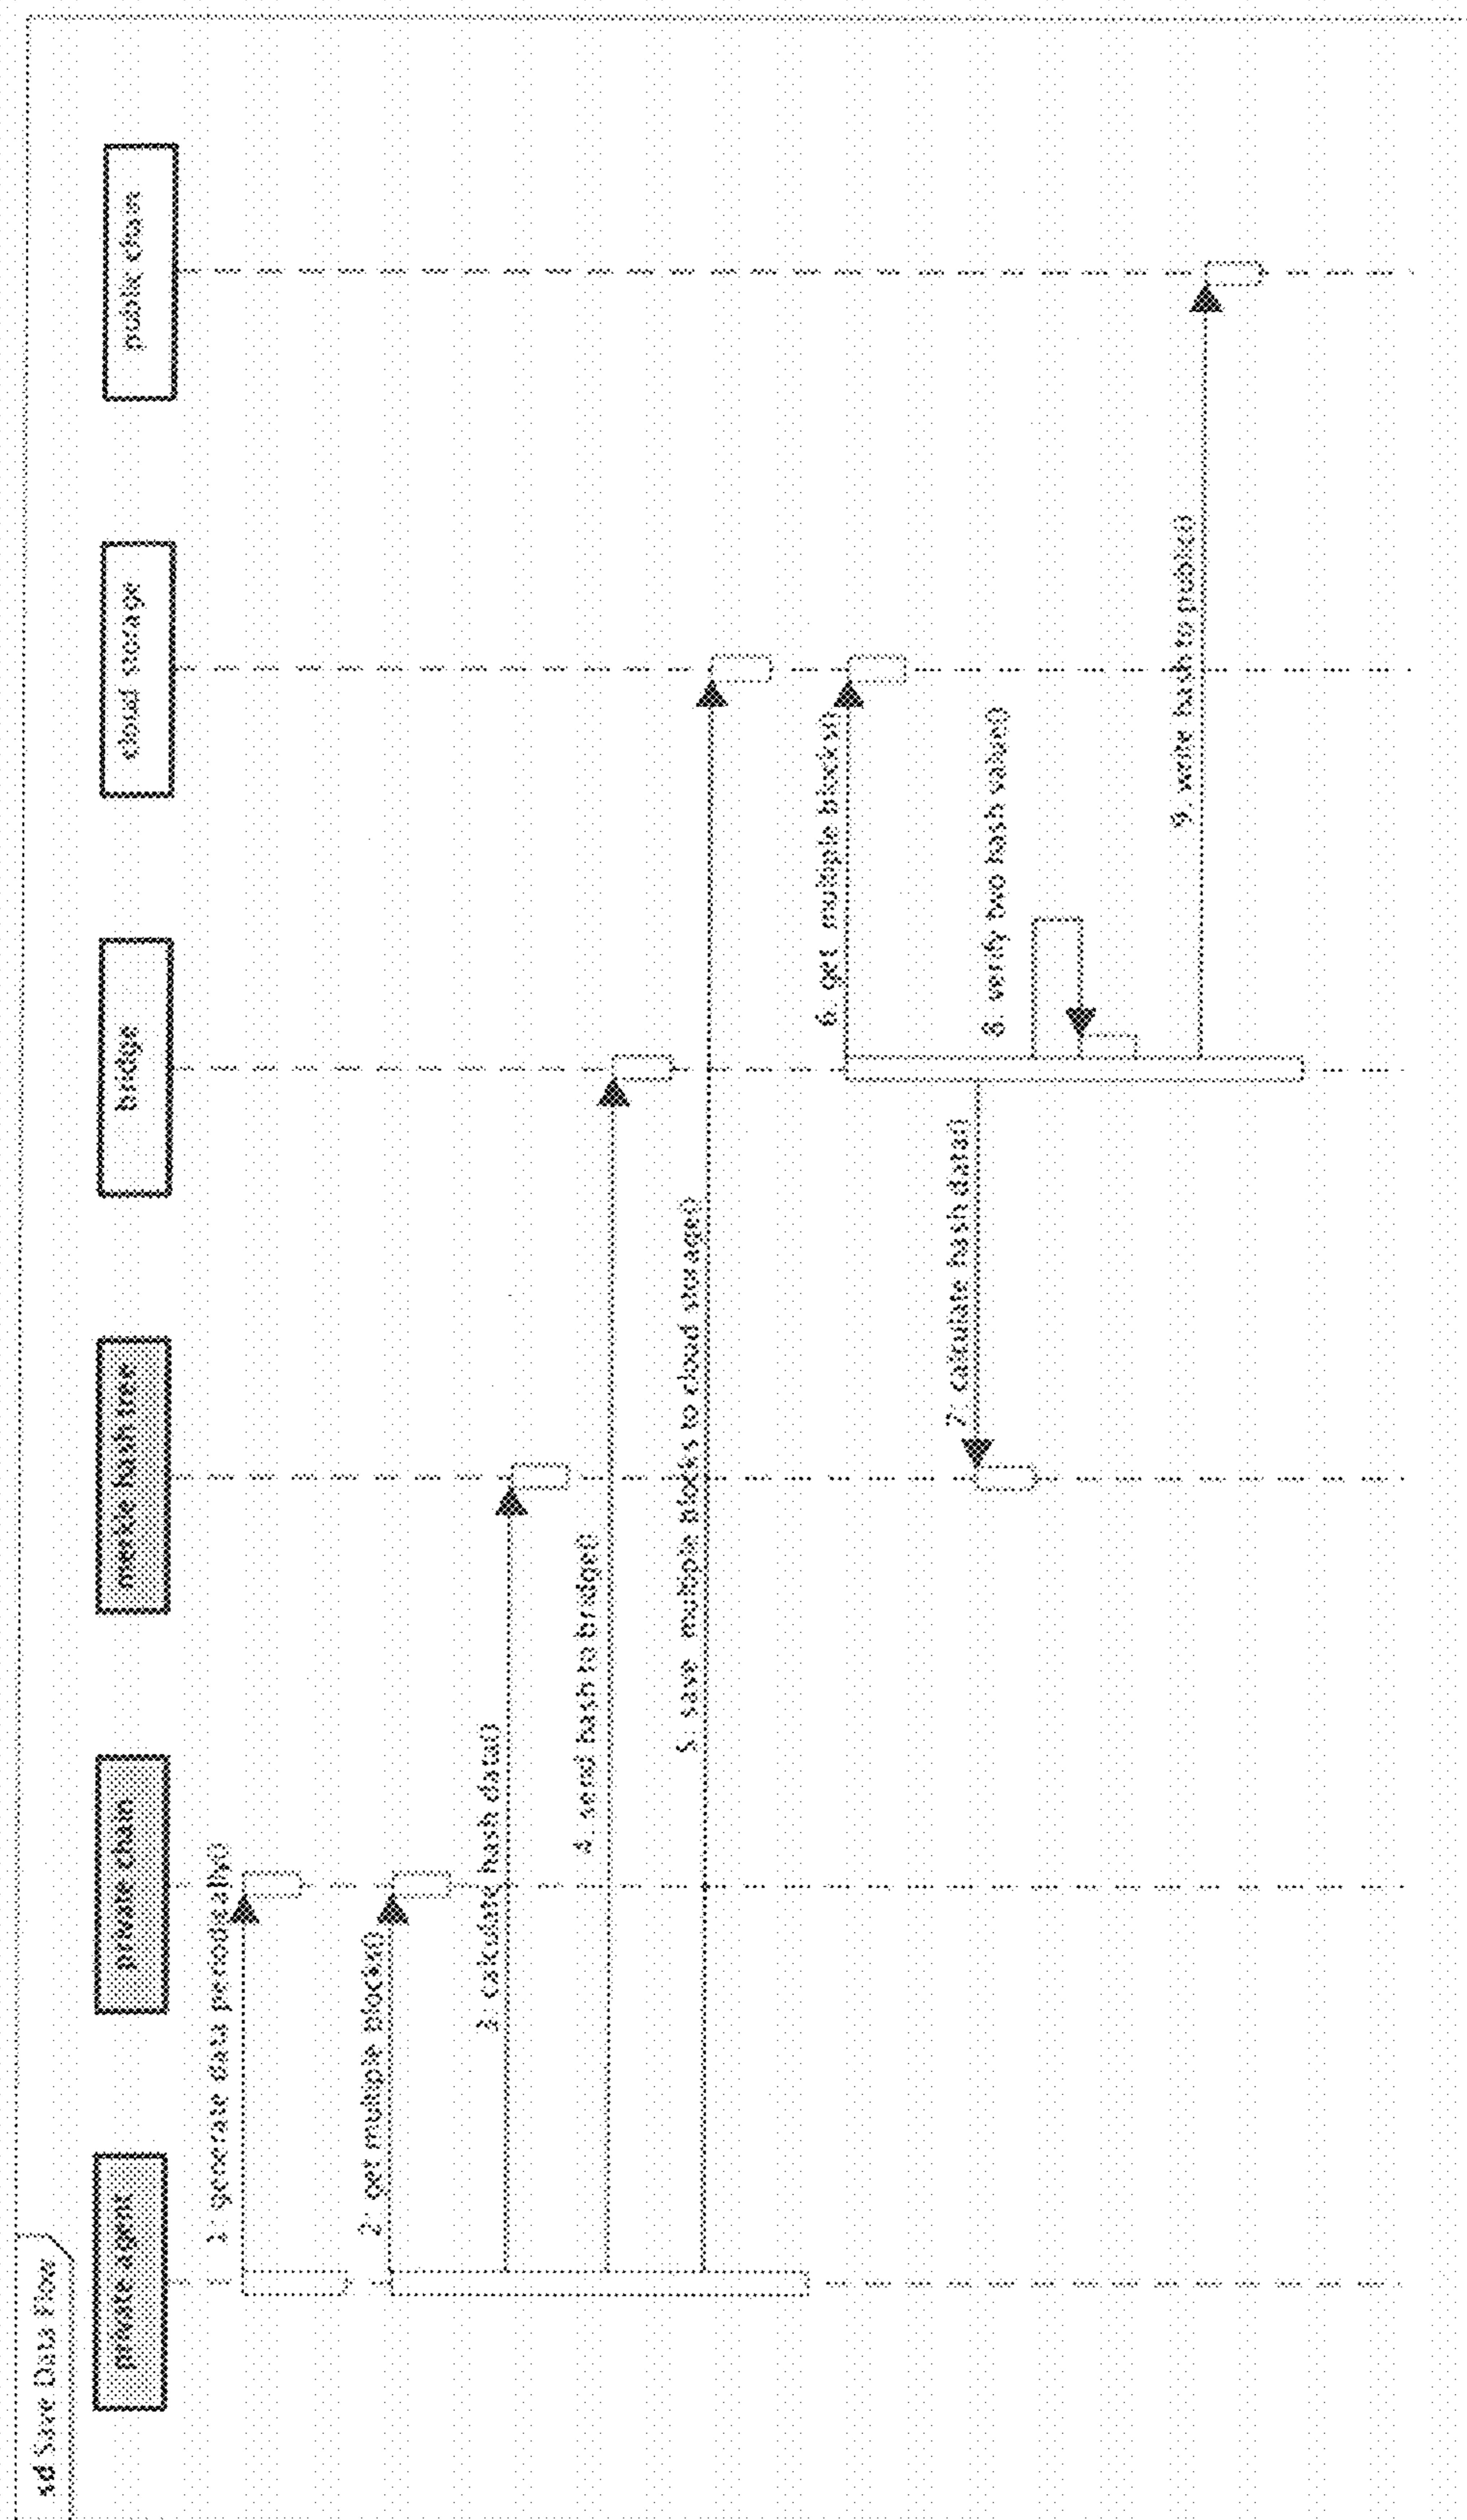 sd Save Data Flow
private agent
private chain
merkle hash tree
bridge
cloud storage
public chain
1: generate data periodically()
2: get multiple blocks()
3: calculate hash data()
4: send hash to bridge()
5: save multiple blocks to cloud storage()
6: get multiple blocks()
7: calculate hash data()
8: verify two hash value()
9: write hash to public()